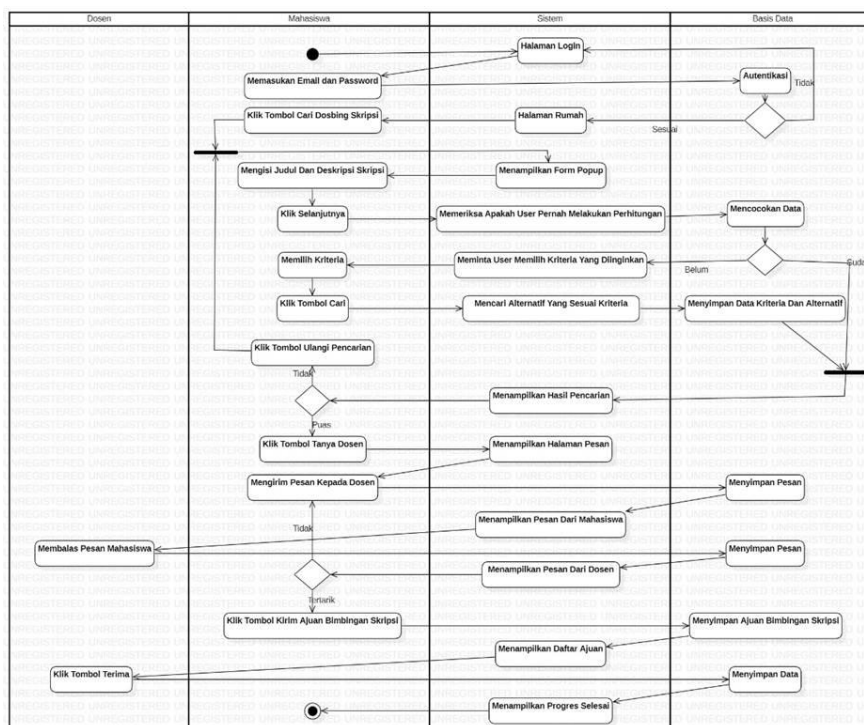 Dosen
Mahasiswa
Sistem
Basis Data
Halaman Login
Memasukan Email dan Password
Autentikasi
Tidak
Klik Tombol Cari Dosbing Skripsi
Halaman Rumah
Sesuai
Mengisi Judul Dan Deskripsi Skripsi
Menampilkan Form Popup
Klik Selanjutnya
Memeriksa Apakah User Pernah Melakukan Perhitungan
Mencocokan Data
Memilih Kriteria
Meminta User Memilih Kriteria Yang Diinginkan
Belum
Klik Tombol Cari
Mencari Alternatif Yang Sesuai Kriteria
Menyimpan Data Kriteria Dan Alternatif
Klik Tombol Ulangi Pencarian
Tidak
Menampilkan Hasil Pencarian
Puas
Klik Tombol Tanya Dosen
Menampilkan Halaman Pesan
Mengirim Pesan Kepada Dosen
Menyimpan Pesan
Tidak
Menampilkan Pesan Dari Mahasiswa
Membalas Pesan Mahasiswa
Menyimpan Pesan
Menampilkan Pesan Dari Dosen
Tertarik
Klik Tombol Kirim Ajuan Bimbingan Skripsi
Menyimpan Ajuan Bimbingan Skripsi
Menampilkan Daftar Ajuan
Klik Tombol Terima
Menyimpan Data
Menampilkan Progres Selesai